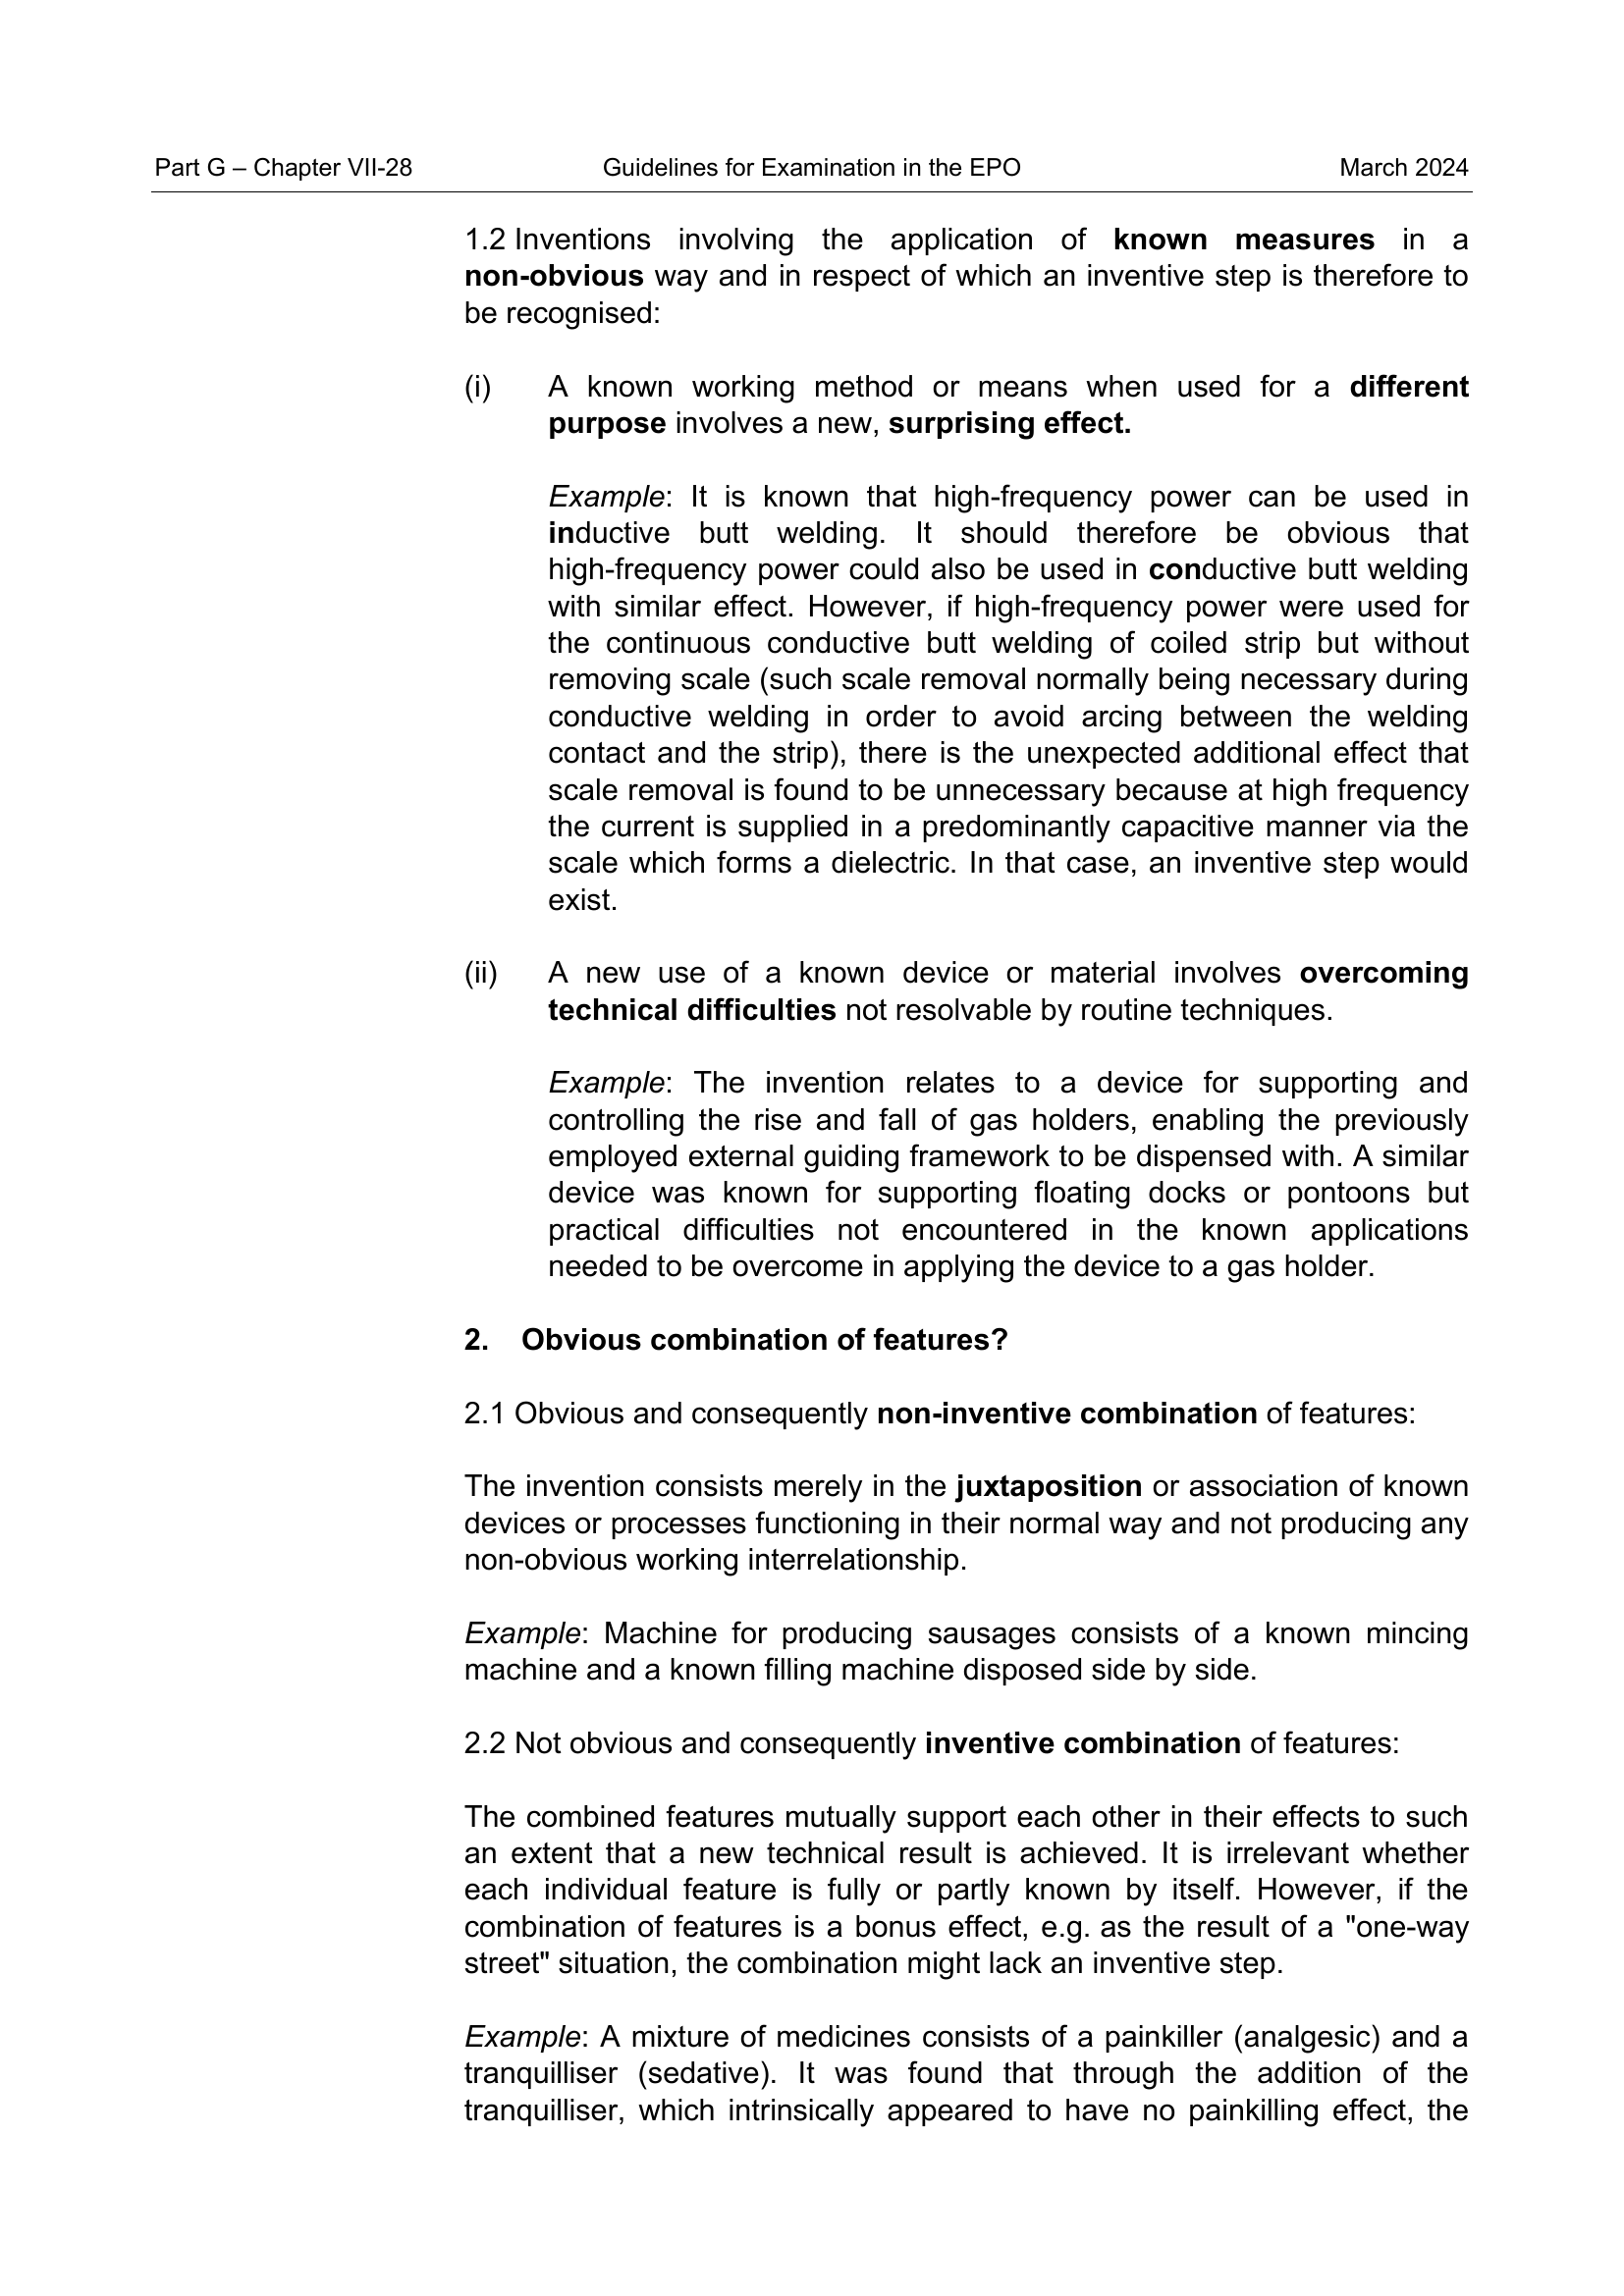 Part G – Chapter VII-28 Guidelines for Examination in the EPO March 2024
1.2 Inventions involving the application of known measures in a
non-obvious way and in respect of which an inventive step is therefore to
be recognised:
(i) A known working method or means when used for a different
purpose involves a new, surprising effect.
Example: It is known that high-frequency power can be used in
inductive butt welding. It should therefore be obvious that
high-frequency power could also be used in conductive butt welding
with similar effect. However, if high-frequency power were used for
the continuous conductive butt welding of coiled strip but without
removing scale (such scale removal normally being necessary during
conductive welding in order to avoid arcing between the welding
contact and the strip), there is the unexpected additional effect that
scale removal is found to be unnecessary because at high frequency
the current is supplied in a predominantly capacitive manner via the
scale which forms a dielectric. In that case, an inventive step would
exist.
(ii) A new use of a known device or material involves overcoming
technical difficulties not resolvable by routine techniques.
Example: The invention relates to a device for supporting and
controlling the rise and fall of gas holders, enabling the previously
employed external guiding framework to be dispensed with. A similar
device was known for supporting floating docks or pontoons but
practical difficulties not encountered in the known applications
needed to be overcome in applying the device to a gas holder.
2. Obvious combination of features?
2.1 Obvious and consequently non-inventive combination of features:
The invention consists merely in the juxtaposition or association of known
devices or processes functioning in their normal way and not producing any
non-obvious working interrelationship.
Example: Machine for producing sausages consists of a known mincing
machine and a known filling machine disposed side by side.
2.2 Not obvious and consequently inventive combination of features:
The combined features mutually support each other in their effects to such
an extent that a new technical result is achieved. It is irrelevant whether
each individual feature is fully or partly known by itself. However, if the
combination of features is a bonus effect, e.g. as the result of a "one-way
street" situation, the combination might lack an inventive step.
Example: A mixture of medicines consists of a painkiller (analgesic) and a
tranquilliser (sedative). It was found that through the addition of the
tranquilliser, which intrinsically appeared to have no painkilling effect, the